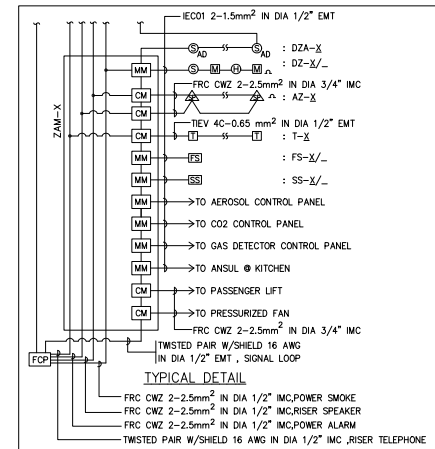 IEC01 2-1.5mm² IN DIA 1/2" EMT
S AD S AD : DZA-X
MM S M H M : DZ-X/_
FRC CWZ 2-2.5mm² IN DIA 3/4" IMC
CM : AZ-X
ZAM-X
CM
TIEV 4C-0.65 mm² IN DIA 1/2" EMT
CM T T : T-X
MM FS : FS-X/_
MM SS : SS-X/_
MM TO AEROSOL CONTROL PANEL
MM TO CO2 CONTROL PANEL
MM TO GAS DETECTOR CONTROL PANEL
MM TO ANSUL @ KITCHEN
CM TO PASSENGER LIFT
CM TO PRESSURIZED FAN
FRC CWZ 2-2.5mm² IN DIA 3/4" IMC
TWISTED PAIR W/SHIELD 16 AWG
IN DIA 1/2" EMT , SIGNAL LOOP
FCP
TYPICAL DETAIL
FRC CWZ 2-2.5mm² IN DIA 1/2" IMC,POWER SMOKE
FRC CWZ 2-2.5mm² IN DIA 1/2" IMC,RISER SPEAKER
FRC CWZ 2-2.5mm² IN DIA 1/2" IMC,POWER ALARM
TWISTED PAIR W/SHIELD 16 AWG IN DIA 1/2" IMC ,RISER TELEPHONE